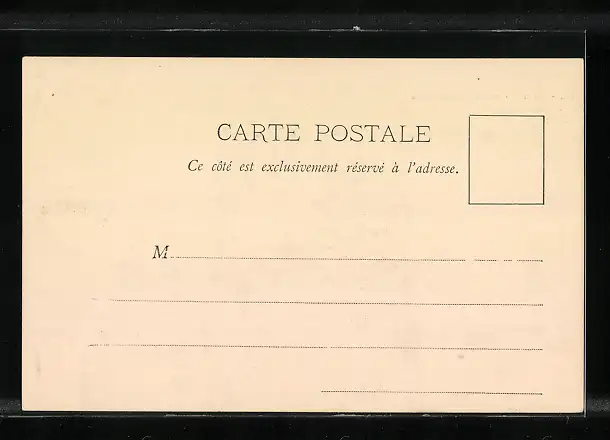 CARTE POSTALE
Ce côté est exclusivement réservé à l'adresse.
M